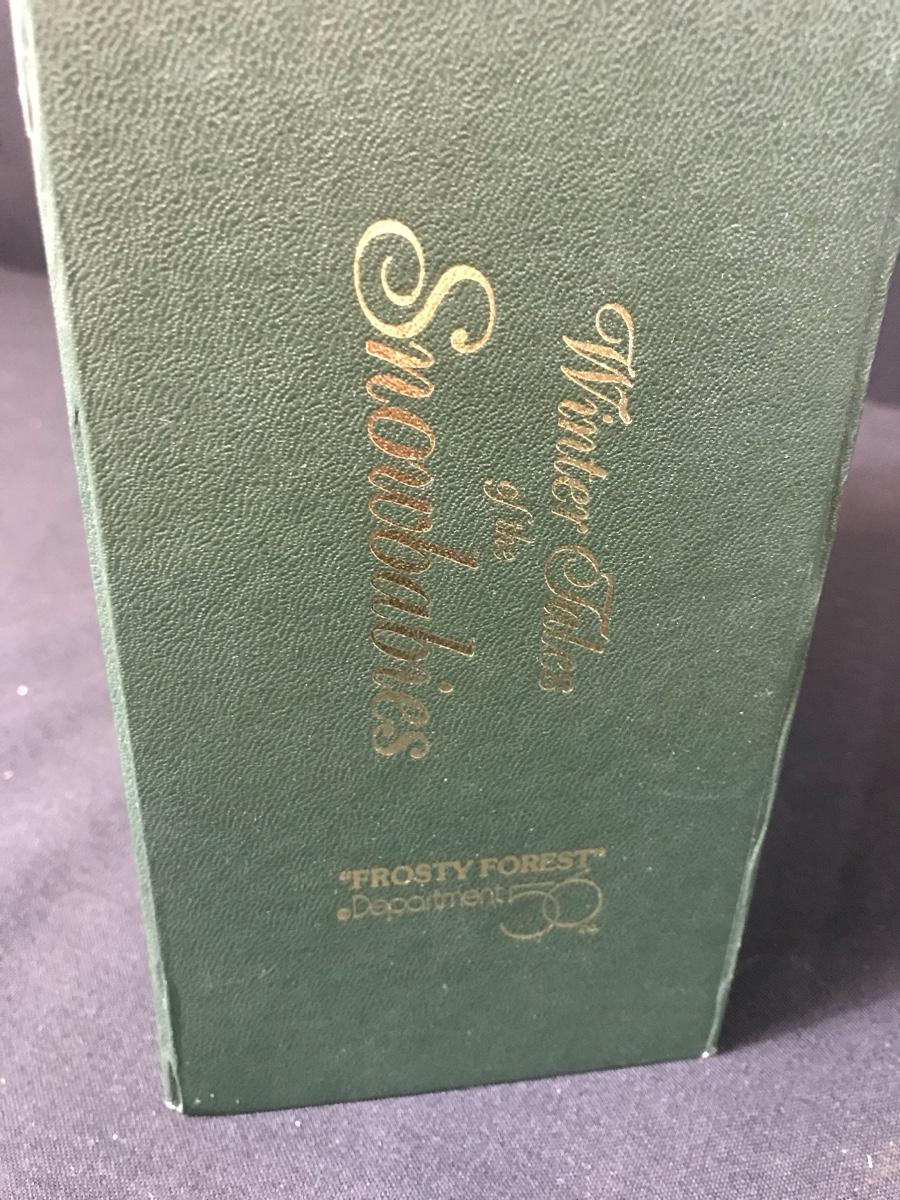 Winter Tales
of the
Snowbabies
"FROSTY FOREST"
Department 56